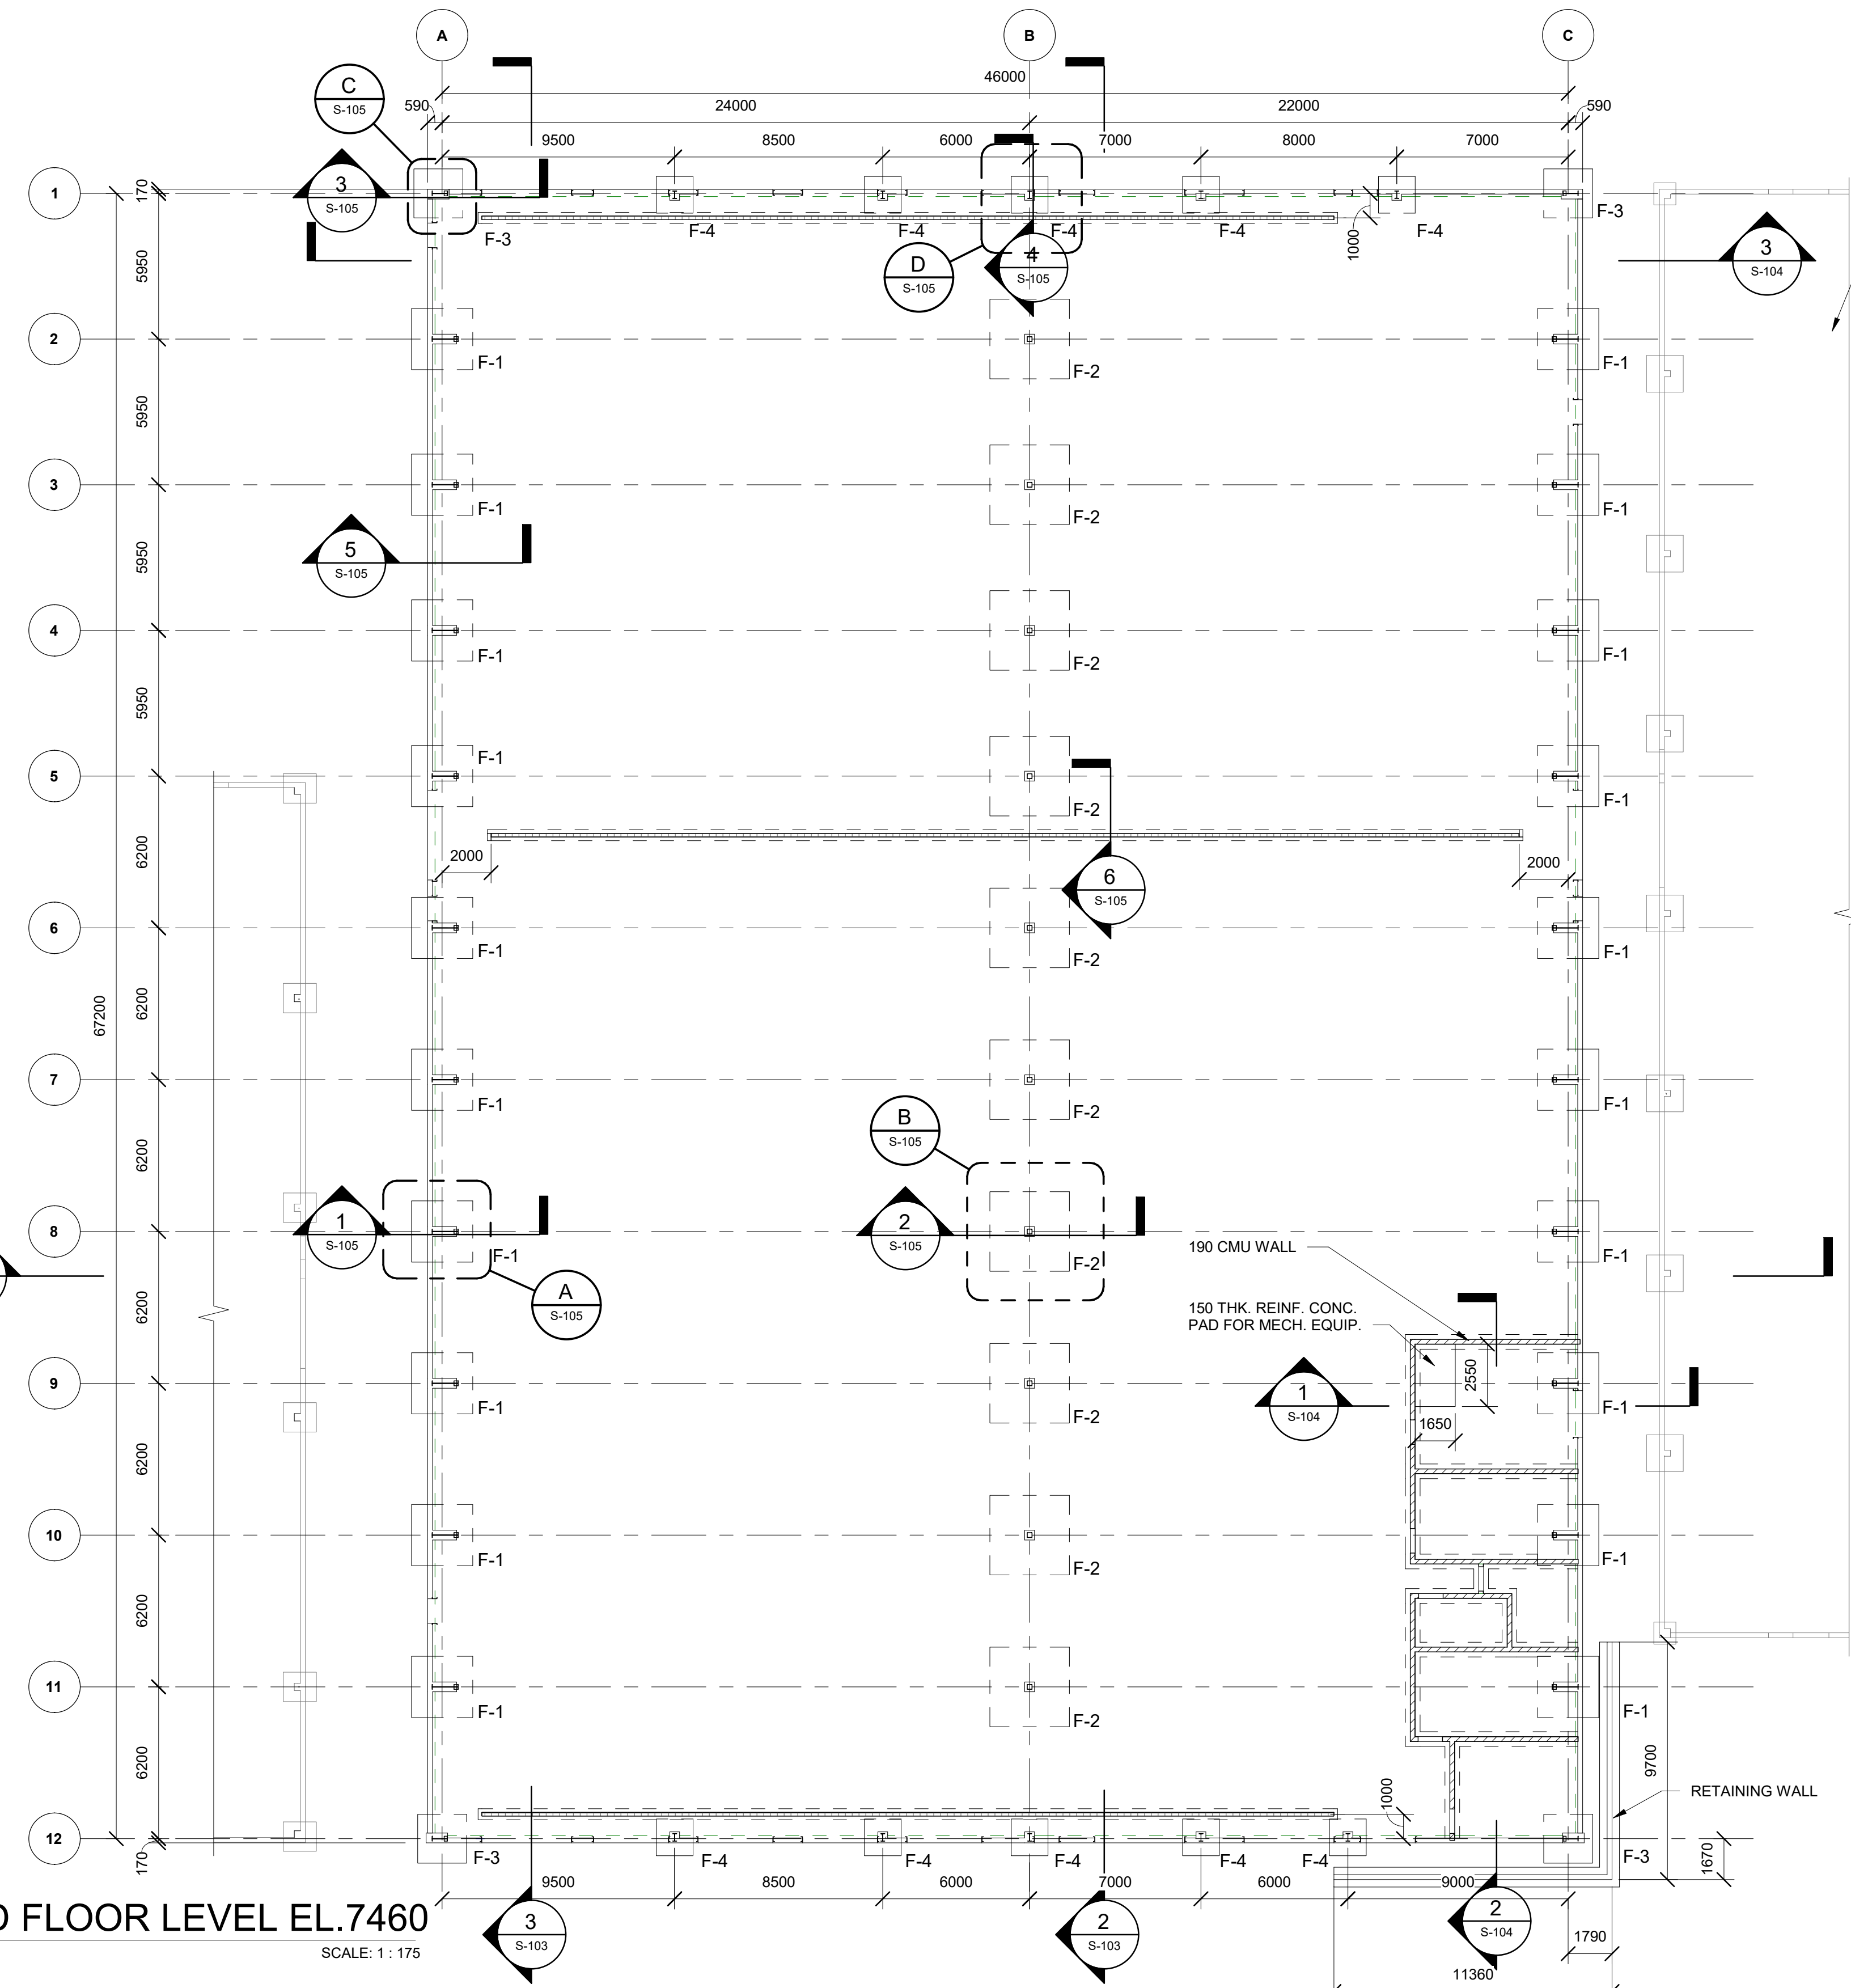 A
B
C
46000
590
24000
22000
590
9500
8500
6000
7000
8000
7000
C
S-105
3
S-105
1
170
F-3
F-4
F-4
F-4
F-4
F-4
F-3
1000
D
S-105
4
S-105
3
S-104
5950
2
F-1
F-2
F-1
5950
3
F-1
F-2
F-1
5950
5
S-105
4
F-1
F-2
F-1
5950
5
F-1
F-2
F-1
6200
2000
2000
6
S-105
6
F-1
F-2
F-1
67200
6200
7
F-1
F-2
F-1
6200
B
S-105
8
1
S-105
F-1
2
S-105
F-2
F-1
A
S-105
190 CMU WALL
150 THK. REINF. CONC.
PAD FOR MECH. EQUIP.
6200
9
F-1
F-2
F-1
1
S-104
2550
1650
6200
10
F-1
F-2
F-1
6200
11
F-1
F-2
F-1
6200
9700
RETAINING WALL
1000
12
170
F-3
F-4
F-4
F-4
F-4
F-4
F-3
1670
9500
8500
6000
7000
6000
9000
3
S-103
2
S-103
2
S-104
1790
11360
FLOOR LEVEL EL.7460
SCALE: 1 : 175